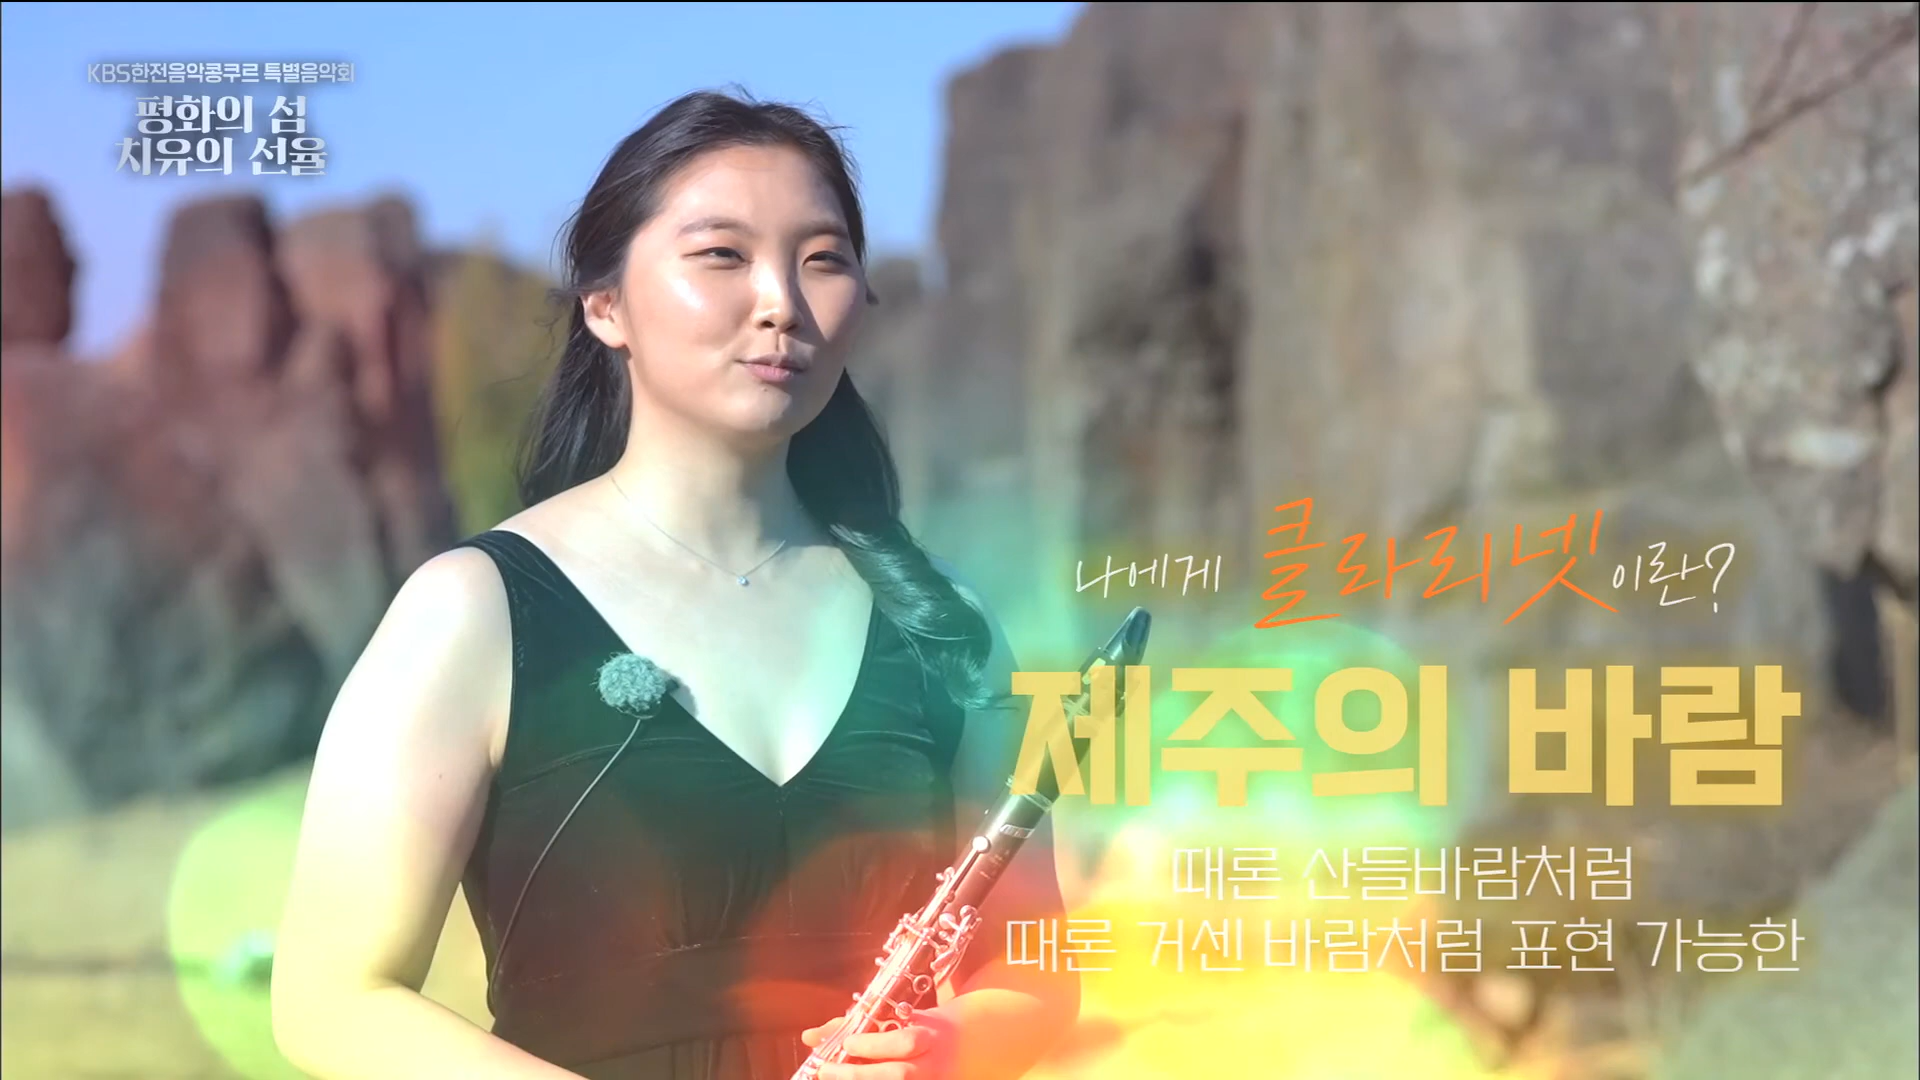 KBS한전음악콩쿠르 특별음악회
평화의 섬
치유의 선율
나에게 클라리넷이란?
제주의 바람
때론 산들바람처럼
때론 거센 바람처럼 표현 가능한